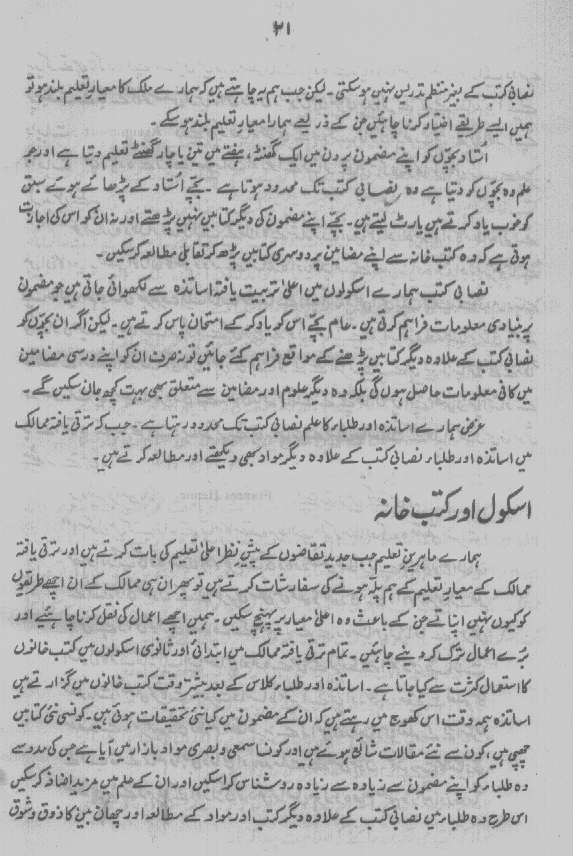 ۲۱
نصابی کتب کے بغیر منظم تدریس نہیں ہو سکتی۔ لیکن جب ہم یہ چاہتے ہیں کہ ہمارے ملک کا معیار تعلیم بلند ہو تو
ہمیں ایسے طریقے اختیار کرنا چاہئیں جن کے ذریعے ہمارا معیار تعلیم بلند ہو سکے۔
اُستاد بچوں کو اپنے مضمون پر دن میں ایک گھنٹہ، ہفتے میں تین یا چار گھنٹے تعلیم دیتا ہے اور جو
علم وہ بچوں کو دیتا ہے وہ نصابی کتب تک محدود ہوتا ہے۔ بچے اُستاد کے پڑھائے ہوئے سبق
کو خوب یاد کرتے ہیں یا رٹ لیتے ہیں۔ بچے اپنے مضمون کی دیگر کتابیں نہیں پڑھتے اور نہ ان کو اس کی اجازت
ہوتی ہے کہ وہ کتب خانہ سے اپنے مضامین پر دوسری کتابیں پڑھ کر تقابلی مطالعہ کر سکیں۔
نصابی کتب ہمارے اسکولوں میں اعلیٰ تربیت یافتہ اساتذہ سے لکھوائی جاتی ہیں جو مضمون
پر بنیادی معلومات فراہم کرتی ہیں۔ عام بچے اس کو یاد کر کے امتحان پاس کرتے ہیں۔ لیکن اگر ان بچوں کو
نصابی کتب کے علاوہ دیگر کتابیں پڑھنے کے مواقع فراہم کئے جائیں تو نہ صرف ان کو اپنے درسی مضامین
میں کافی معلومات حاصل ہوں گی بلکہ وہ دیگر علوم اور مضامین سے متعلق بھی بہت کچھ جان سکیں گے۔
غرض ہمارے اساتذہ اور طلباء کا علم نصابی کتب تک محدود رہتا ہے۔ جب کہ ترقی یافتہ ممالک
میں اساتذہ اور طلباء نصابی کتب کے علاوہ دیگر مواد بھی دیکھتے اور مطالعہ کرتے ہیں۔
اسکول اور کتب خانہ
ہمارے ماہرین تعلیم جب جدید تقاضوں کے پیش نظر اعلیٰ تعلیم کی بات کرتے ہیں اور ترقی یافتہ
ممالک کے معیار تعلیم کے ہم پلہ ہونے کی سفارشات کرتے ہیں تو پھر ان ہی ممالک کے ان اچھے طریقوں
کو کیوں نہیں اپناتے جن کے باعث وہ اعلیٰ معیار پر پہنچ سکیں۔ ہمیں اچھے اعمال کی نقل کرنا چاہئیے اور
بُرے اعمال ترک کر دینے چاہئیں۔ تمام ترقی یافتہ ممالک میں ابتدائی اور ثانوی اسکولوں میں کتب خانوں
کا استعمال کثرت سے کیا جاتا ہے۔ اساتذہ اور طلباء کلاس کے بعد بیشتر وقت کتب خانوں میں گزارتے ہیں
اساتذہ ہمہ وقت اس کھوج میں رہتے ہیں کہ ان کے مضمون میں کیا نئی تحقیقات ہوئی ہیں۔ کونسی نئی کتابیں
چھپی ہیں، کون سے نئے مقالات شائع ہوئے ہیں اور کونسا سمعی و بصری مواد بازار میں آیا ہے جن کی مدد سے
وہ طلباء کو اپنے مضمون سے زیادہ سے زیادہ روشناس کرا سکیں اور ان کے علم میں مزید اضافہ کر سکیں
اس طرح وہ طلباء میں نصابی کتب کے علاوہ دیگر کتب اور مواد کے مطالعہ اور چھان بین کا ذوق و شوق